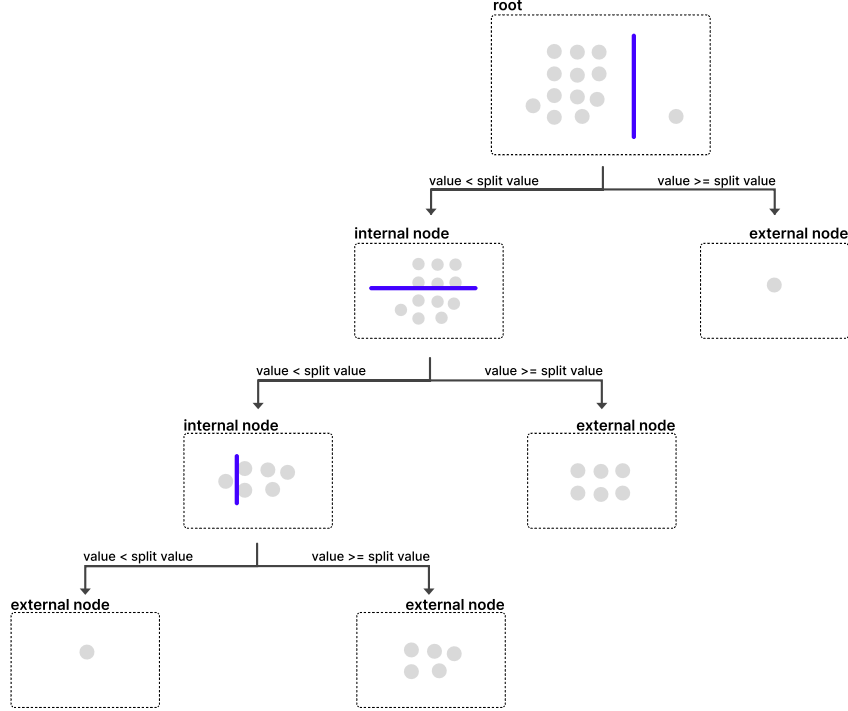 root
value < split value
value >= split value
internal node
external node
value < split value
value >= split value
internal node
external node
value < split value
value >= split value
external node
external node